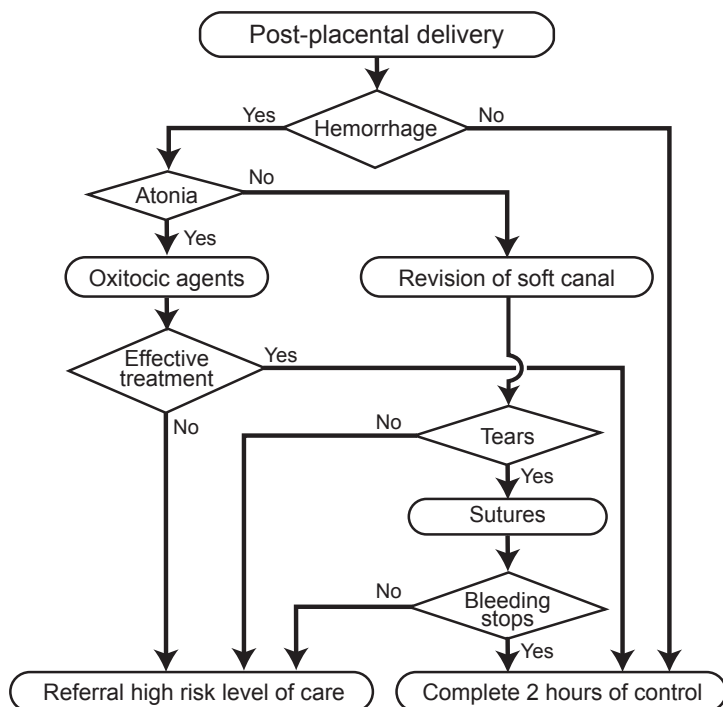 Post-placental delivery
Yes
No
Hemorrhage
No
Atonia
Yes
Oxitocic agents
Revision of soft canal
Effective
treatment
Yes
No
No
Tears
Yes
Sutures
No
Bleeding
stops
Yes
Referral high risk level of care
Complete 2 hours of control